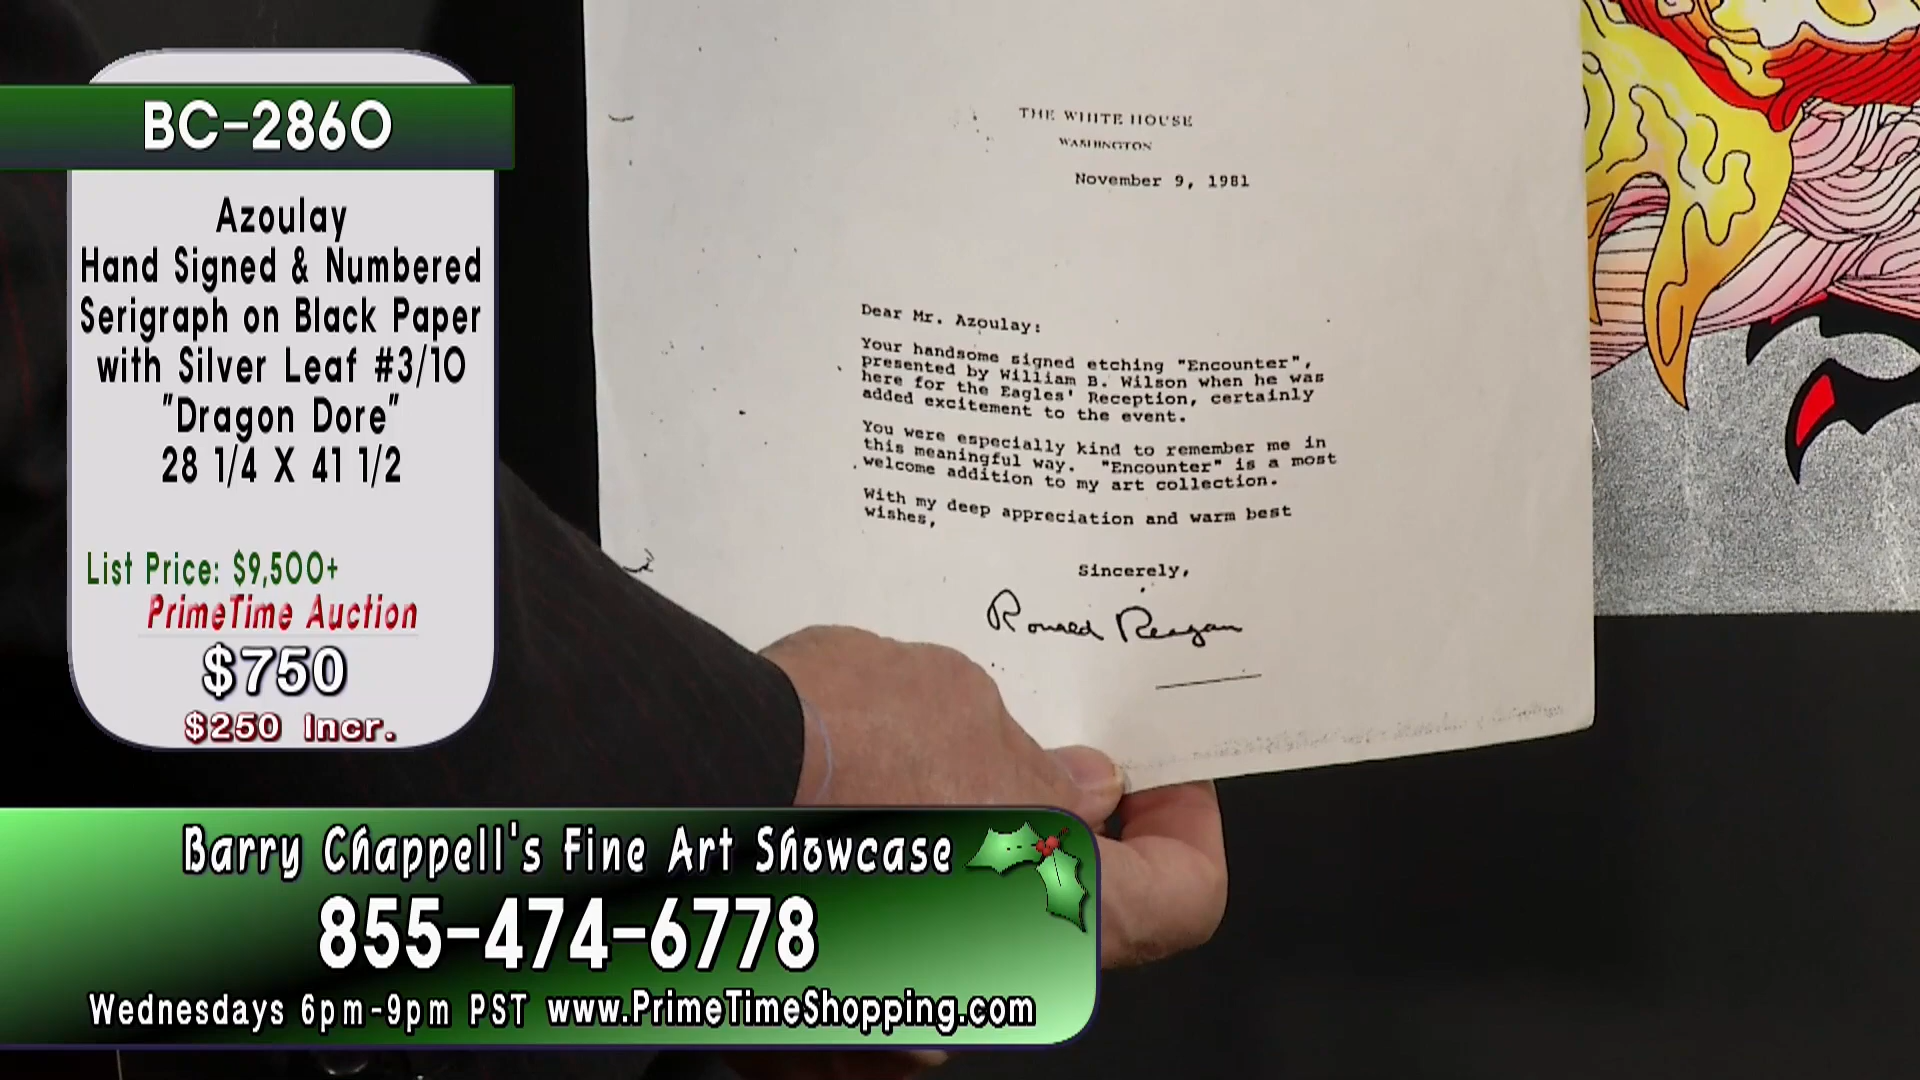 BC-2860
Azoulay
Hand Signed & Numbered
Serigraph on Black Paper
with Silver Leaf #3/10
"Dragon Dore"
28 1/4 X 41 1/2
List Price: $9,500+
PrimeTime Auction
$750
$250 Incr.
THE WHITE HOUSE
WASHINGTON
November 9, 1981
Dear Mr. Azoulay:
Your handsome signed etching "Encounter",
presented by William B. Wilson when he was
here for the Eagles' Reception, certainly
added excitement to the event.
You were especially kind to remember me in
this meaningful way. "Encounter" is a most
welcome addition to my art collection.
With my deep appreciation and warm best
wishes,
Sincerely,
Ronald Reagan
Barry Chappell's Fine Art Showcase
855-474-6778
Wednesdays 6pm-9pm PST www.PrimeTimeShopping.com